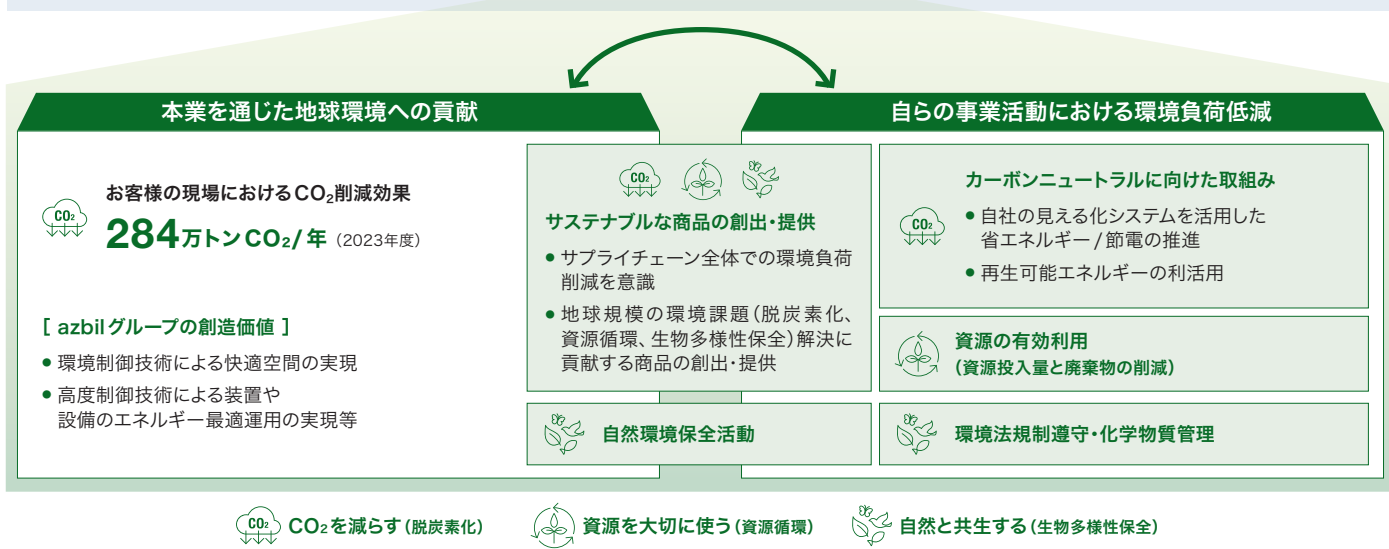 本業を通じた地球環境への貢献
CO2
お客様の現場におけるCO2削減効果
284万トンCO2/年（2023年度）
［ azbilグループの創造価値 ］
● 環境制御技術による快適空間の実現
● 高度制御技術による装置や
設備のエネルギー最適運用の実現等
CO2
サステナブルな商品の創出・提供
● サプライチェーン全体での環境負荷
削減を意識
● 地球規模の環境課題（脱炭素化、
資源循環、生物多様性保全）解決に
貢献する商品の創出・提供
自然環境保全活動
自らの事業活動における環境負荷低減
カーボンニュートラルに向けた取組み
CO2
● 自社の見える化システムを活用した
省エネルギー/節電の推進
● 再生可能エネルギーの利活用
資源の有効利用
（資源投入量と廃棄物の削減）
環境法規制遵守・化学物質管理
CO2
CO2を減らす（脱炭素化）
資源を大切に使う（資源循環）
自然と共生する（生物多様性保全）